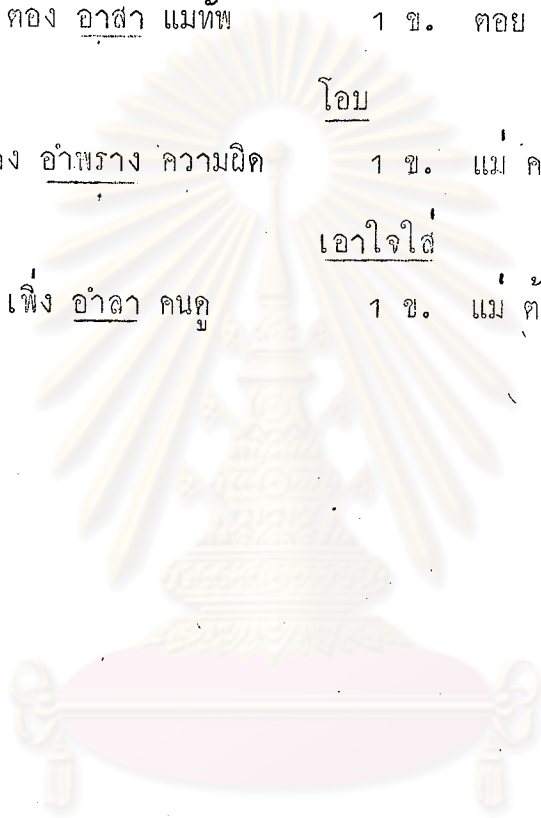 ตอง อาสา แม่ทัพ 1 ข. ตอย
โอบ
ง อำพราง ความผิด 1 ข. แม่ ค
เอาใจใส่
เพิ่ง อำลา คนดู 1 ข. แม่ ต้